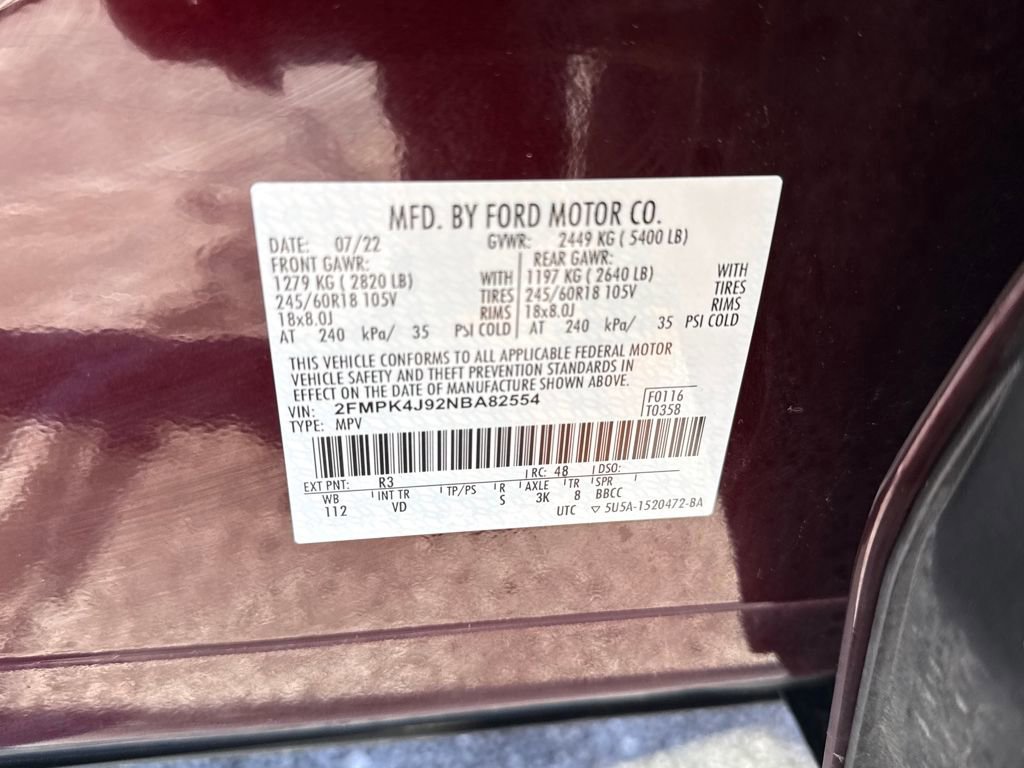 MFD. BY FORD MOTOR CO.
DATE: 07/22 GVWR: 2449 KG ( 5400 LB)
FRONT GAWR: REAR GAWR:
1279 KG ( 2820 LB) WITH 1197 KG ( 2640 LB) WITH
245/60R18 105V TIRES 245/60R18 105V TIRES
18x8.0J RIMS 18x8.0J RIMS
AT 240 kPa/ 35 PSI COLD AT 240 kPa/ 35 PSI COLD
THIS VEHICLE CONFORMS TO ALL APPLICABLE FEDERAL MOTOR
VEHICLE SAFETY AND THEFT PREVENTION STANDARDS IN
EFFECT ON THE DATE OF MANUFACTURE SHOWN ABOVE.
VIN: 2FMPK4J92NBA82554 F0116
TYPE: MPV T0358
EXT PNT: R3 RC: 48 DSO:
WB INT TR TP/PS R AXLE TR SPR
112 VD S 3K 8 BBCC
UTC ▽ 5U5A-1520472-BA